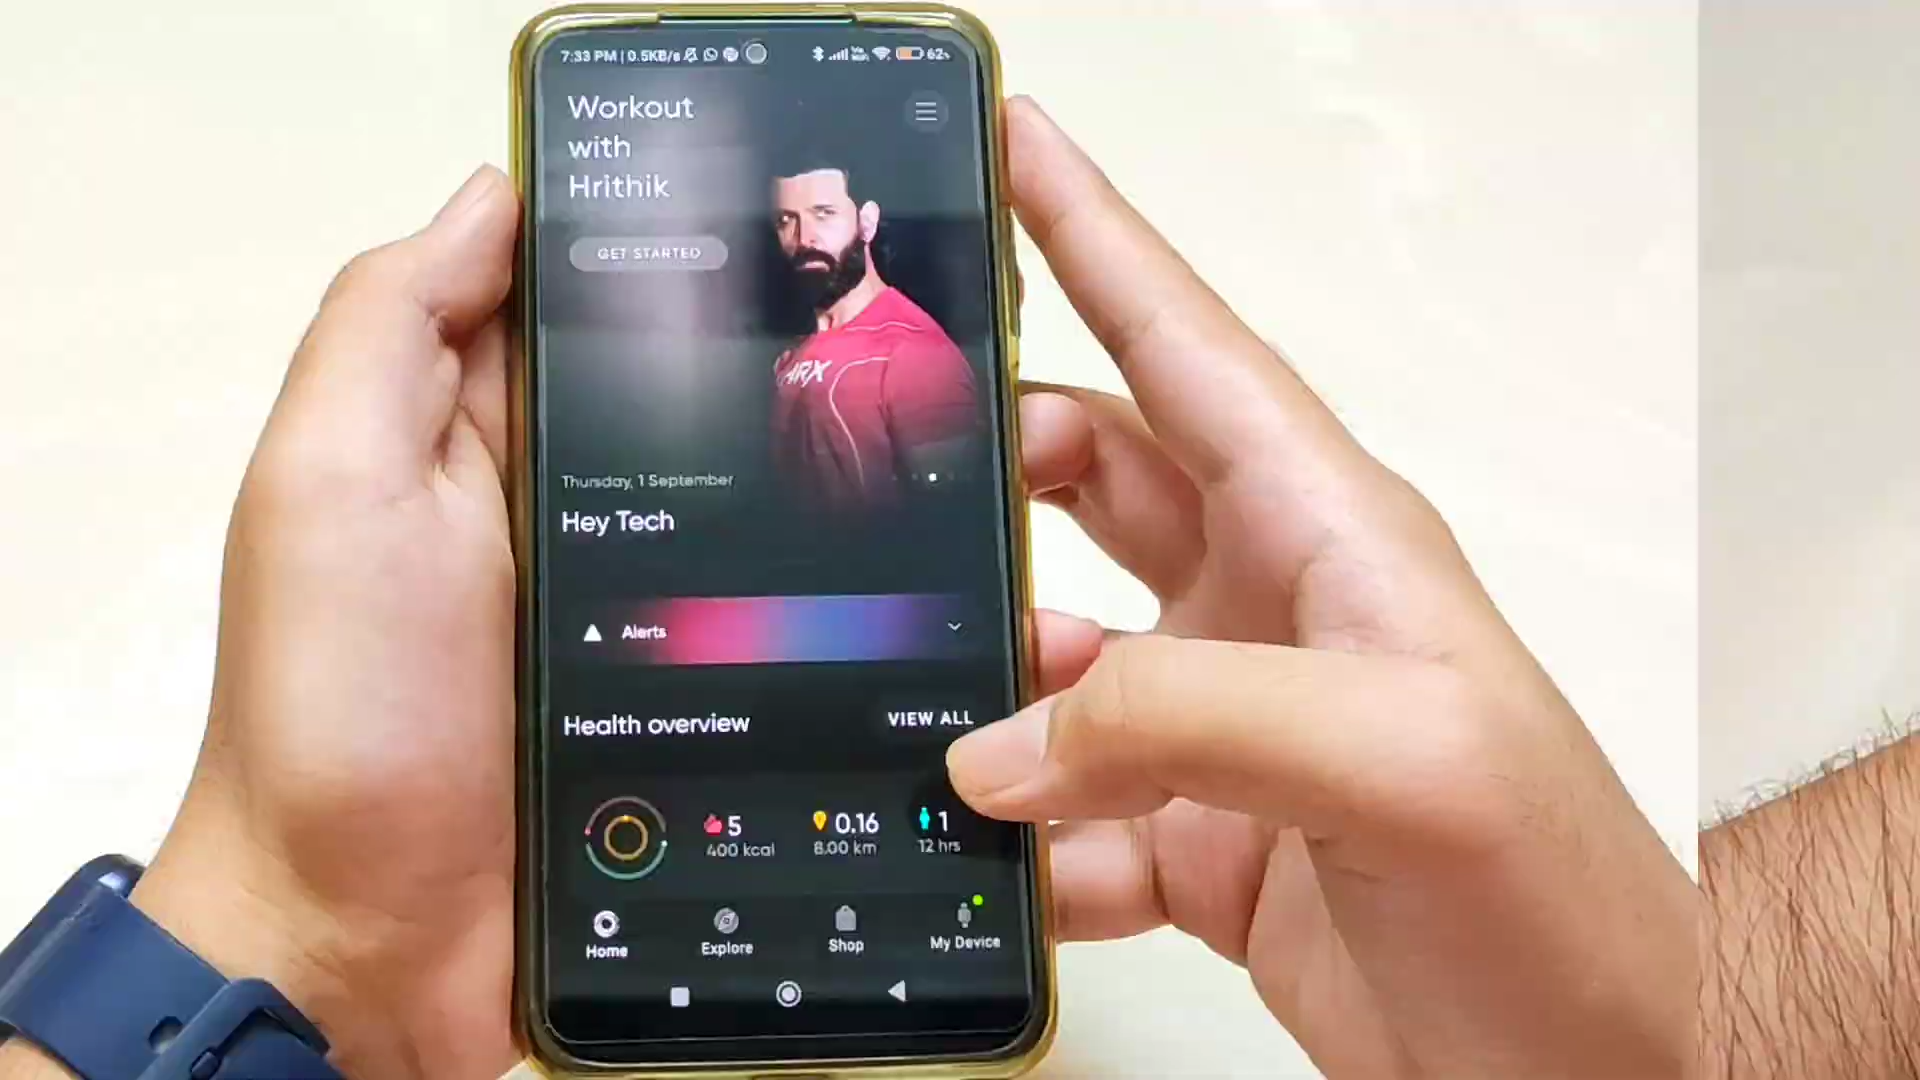 7:33 PM | 0.5KB/s
62%
Workout
with
Hrithik
GET STARTED
Thursday, 1 September
Hey Tech
Alerts
Health overview
VIEW ALL
5
400 kcal
0.16
8.00 km
1
12 hrs
Home
Explore
Shop
My Device